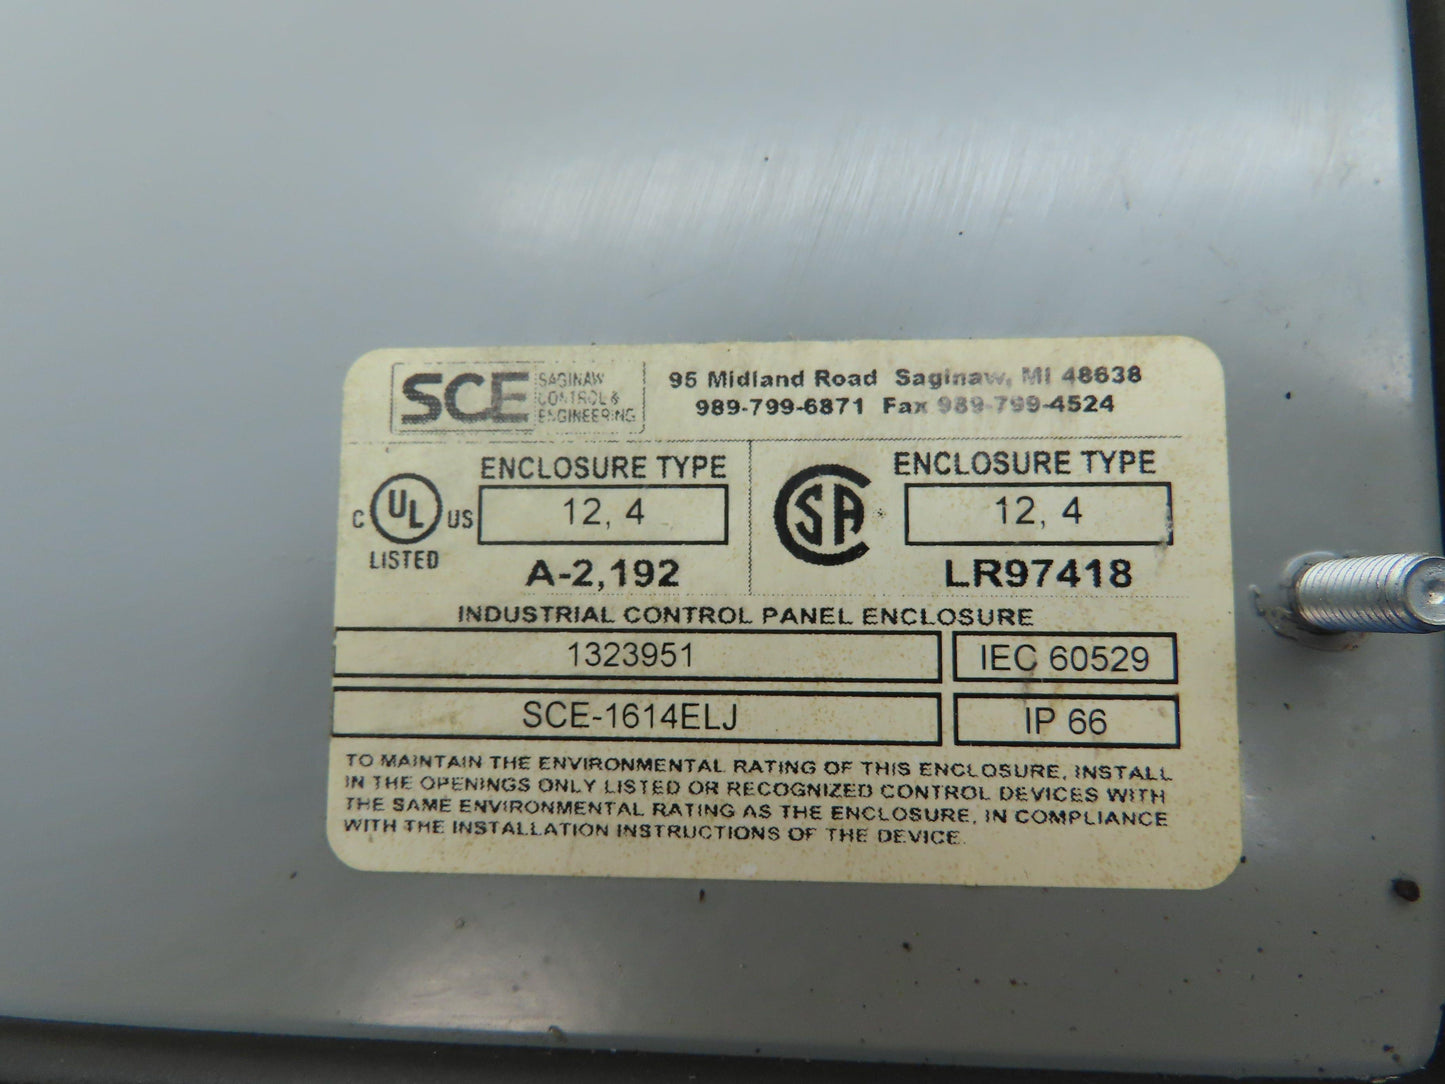 SCE SAGINAW
CONTROL &
ENGINEERING
95 Midland Road Saginaw, MI 48638
989-799-6871 Fax 989-799-4524
ENCLOSURE TYPE
12, 4
C UL US
LISTED
A-2,192
CSA
ENCLOSURE TYPE
12, 4
LR97418
INDUSTRIAL CONTROL PANEL ENCLOSURE
1323951
IEC 60529
SCE-1614ELJ
IP 66
TO MAINTAIN THE ENVIRONMENTAL RATING OF THIS ENCLOSURE, INSTALL
IN THE OPENINGS ONLY LISTED OR RECOGNIZED CONTROL DEVICES WITH
THE SAME ENVIRONMENTAL RATING AS THE ENCLOSURE, IN COMPLIANCE
WITH THE INSTALLATION INSTRUCTIONS OF THE DEVICE.